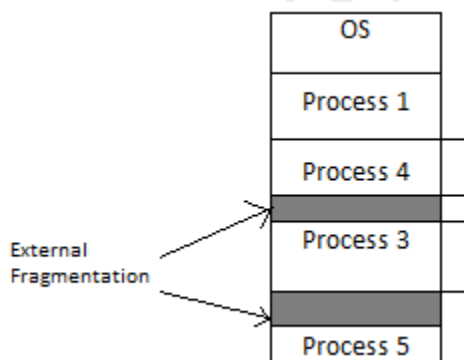 OS
Process 1
Process 4
Process 3
External
Fragmentation
Process 5